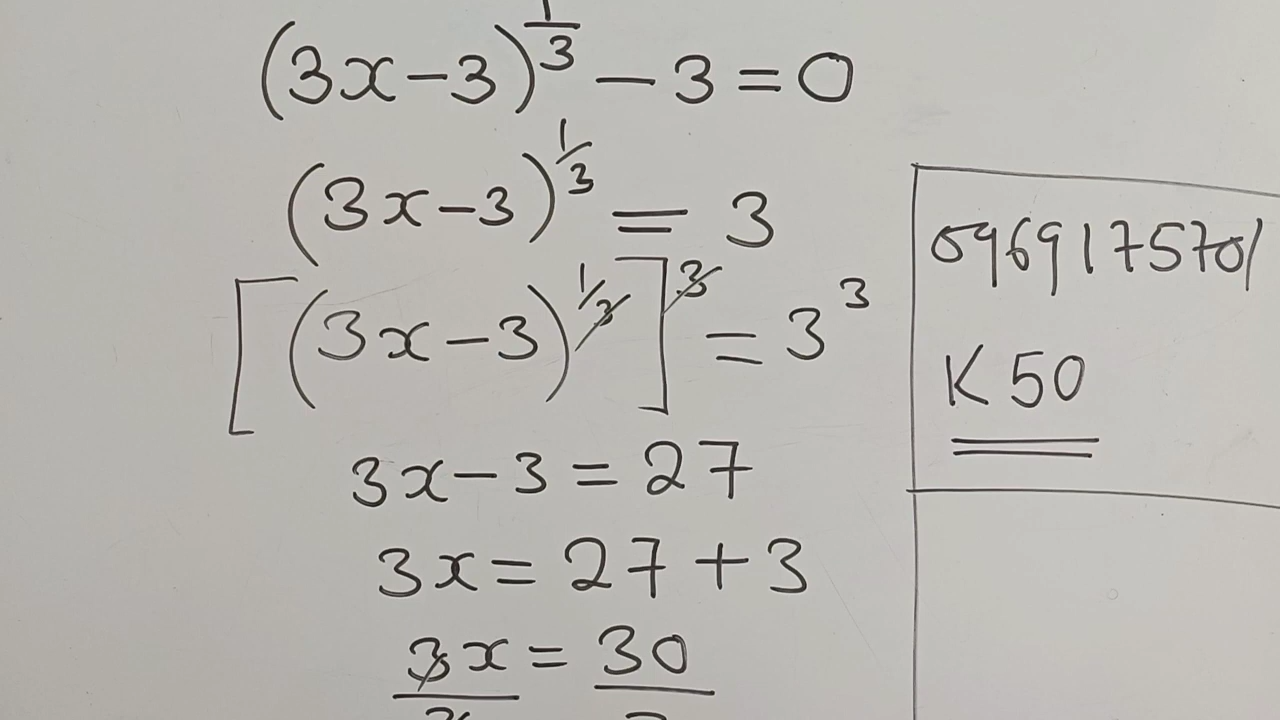 (3x-3)^1/3 - 3 = 0
(3x-3)^1/3 = 3
[(3x-3)^1/3]^3 = 3^3
3x-3 = 27
3x = 27+3
3x = 30
0969175701
K50